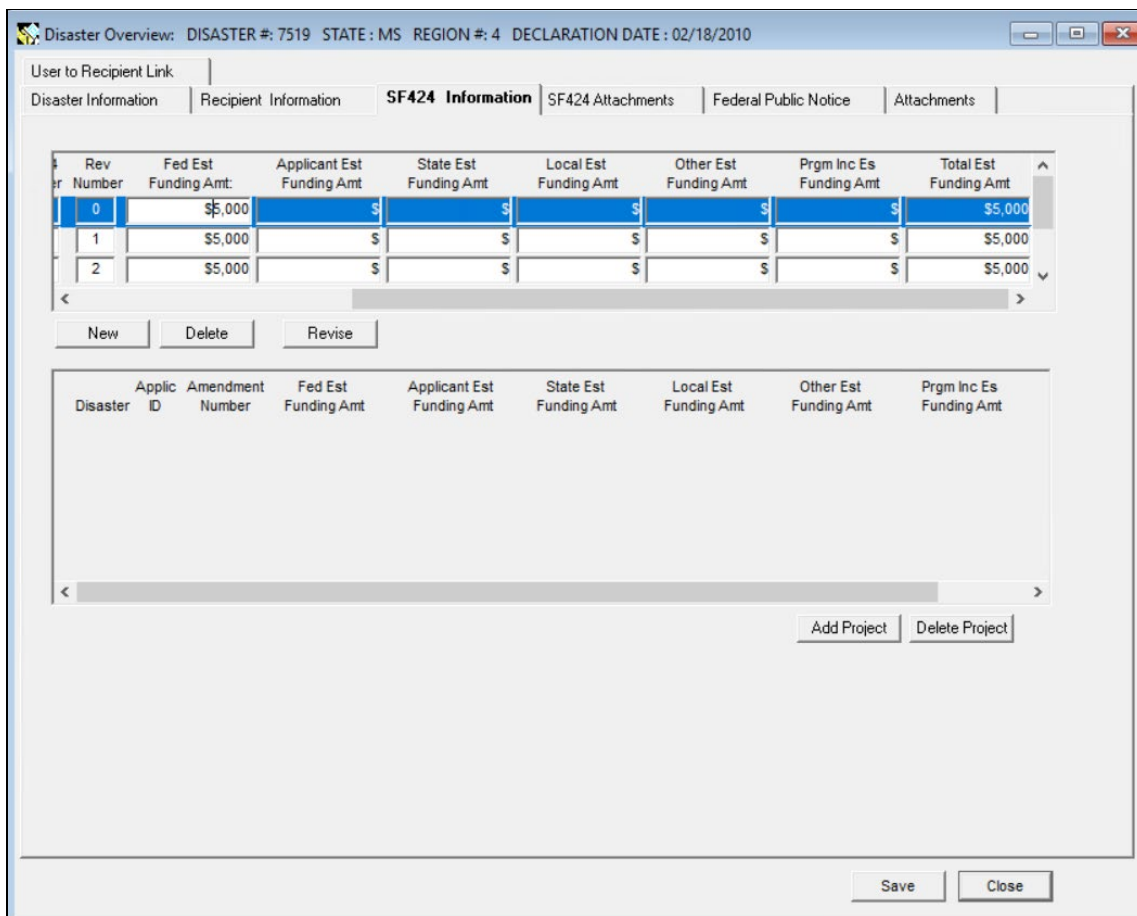 Disaster Overview: DISASTER #: 7519 STATE : MS REGION #: 4 DECLARATION DATE : 02/18/2010
User to Recipient Link
Disaster Information Recipient Information SF424 Information SF424 Attachments Federal Public Notice Attachments
Rev Fed Est Applicant Est State Est Local Est Other Est Prgm Inc Es Total Est
Number Funding Amt: Funding Amt Funding Amt Funding Amt Funding Amt Funding Amt Funding Amt
0 $5,000 $ $ $ $ $ $5,000
1 $5,000 $ $ $ $ $ $5,000
2 $5,000 $ $ $ $ $ $5,000
New Delete Revise
Applic Amendment Fed Est Applicant Est State Est Local Est Other Est Prgm Inc Es
Disaster ID Number Funding Amt Funding Amt Funding Amt Funding Amt Funding Amt Funding Amt
Add Project Delete Project
Save Close